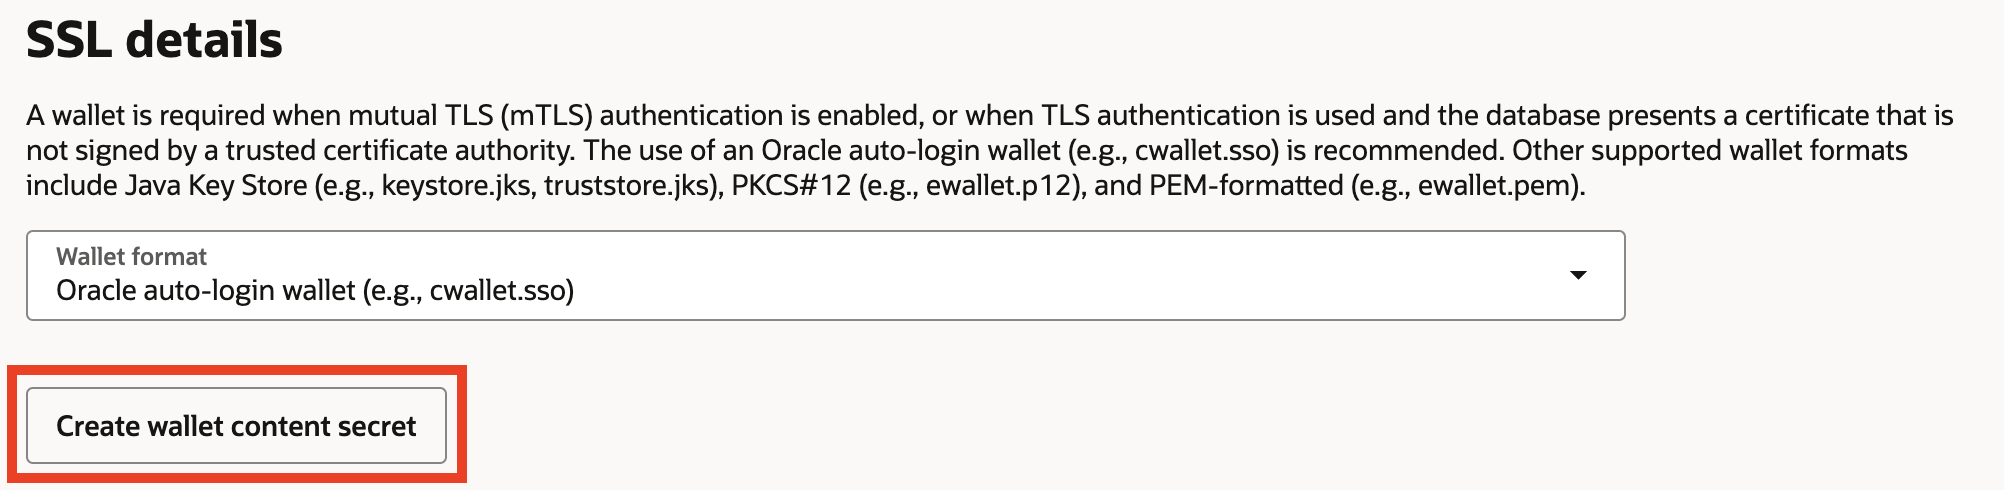 SSL details
A wallet is required when mutual TLS (mTLS) authentication is enabled, or when TLS authentication is used and the database presents a certificate that is
not signed by a trusted certificate authority. The use of an Oracle auto-login wallet (e.g., cwallet.sso) is recommended. Other supported wallet formats
include Java Key Store (e.g., keystore.jks, truststore.jks), PKCS#12 (e.g., ewallet.p12), and PEM-formatted (e.g., ewallet.pem).
Wallet format
Oracle auto-login wallet (e.g., cwallet.sso)
Create wallet content secret